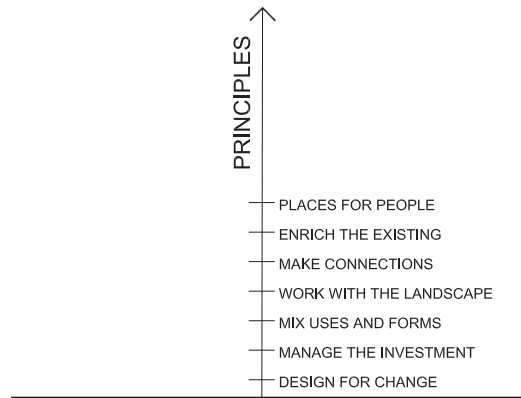 PRINCIPLES
PLACES FOR PEOPLE
ENRICH THE EXISTING
MAKE CONNECTIONS
WORK WITH THE LANDSCAPE
MIX USES AND FORMS
MANAGE THE INVESTMENT
DESIGN FOR CHANGE